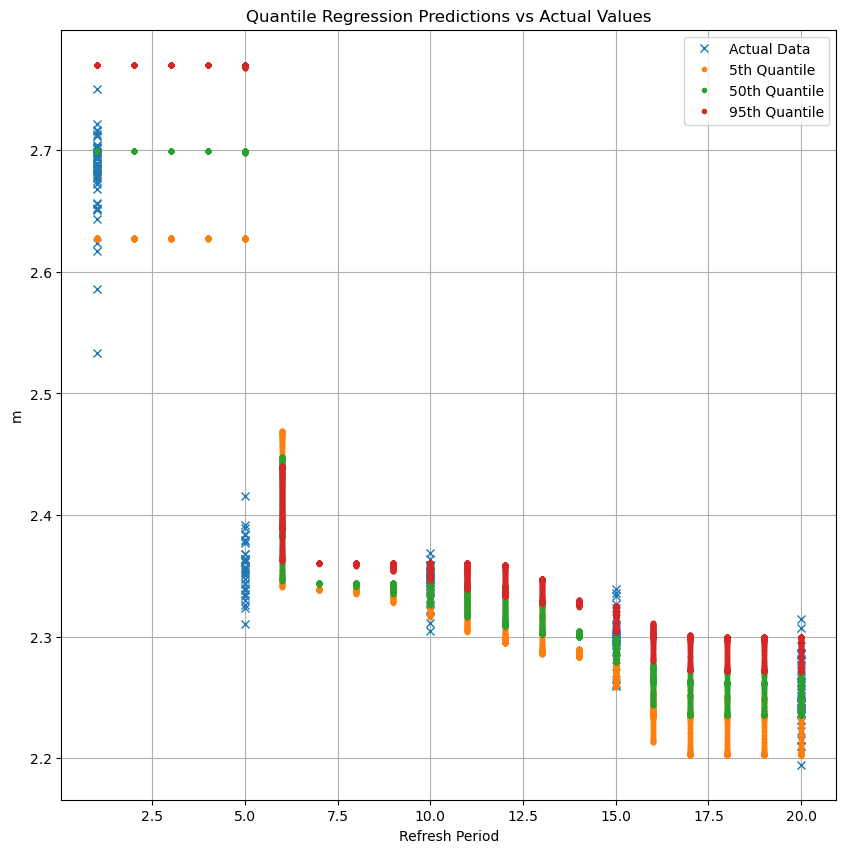 Quantile Regression Predictions vs Actual Values
Actual Data
5th Quantile
50th Quantile
95th Quantile
2.7
2.6
2.5
2.4
2.3
2.2
m
2.5
5.0
7.5
10.0
12.5
15.0
17.5
20.0
Refresh Period